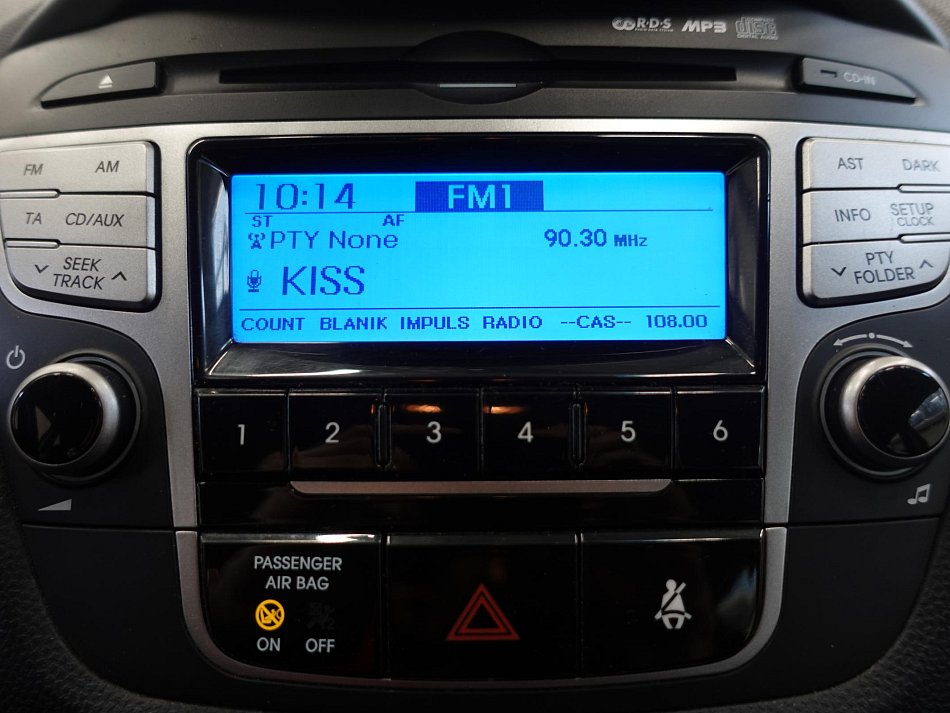 R·D·S MP3 COMPACT disc DIGITAL AUDIO
CD-IN
FM AM
TA CD/AUX
SEEK
TRACK
10:14 FM1
ST AF
PTY None 90.30 MHz
KISS
COUNT BLANIK IMPULS RADIO --CAS-- 108.00
AST DARK
INFO SETUP
CLOCK
PTY
FOLDER
1 2 3 4 5 6
PASSENGER
AIR BAG
ON OFF